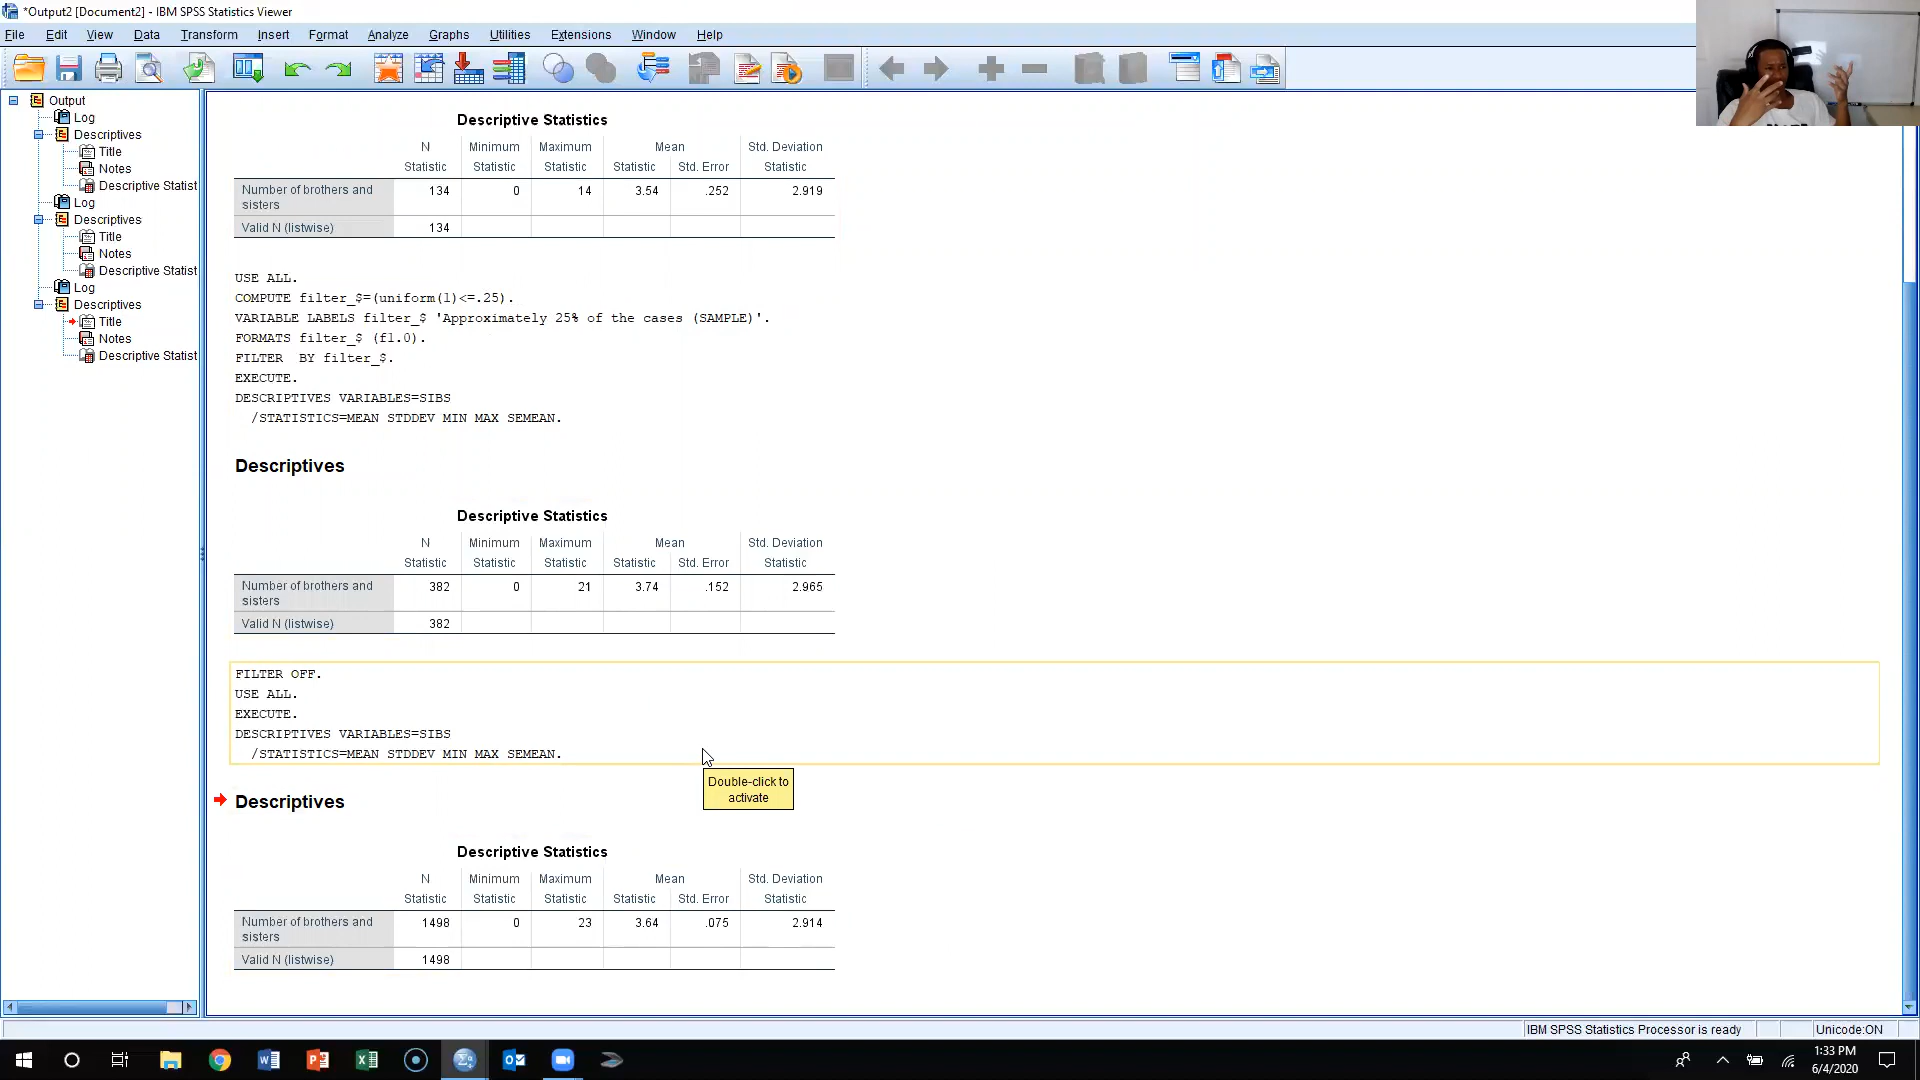 *Output2 [Document2] - IBM SPSS Statistics Viewer
File Edit View Data Transform Insert Format Analyze Graphs Utilities Extensions Window Help
Output
Log
Descriptives
Title
Notes
Descriptive Statist
Log
Descriptives
Title
Notes
Descriptive Statist
Log
Descriptives
Title
Notes
Descriptive Statist
Descriptive Statistics
N Minimum Maximum Mean Std. Deviation
Statistic Statistic Statistic Statistic Std. Error Statistic
Number of brothers and sisters 134 0 14 3.54 .252 2.919
Valid N (listwise) 134
USE ALL.
COMPUTE filter_$=(uniform(1)<=.25).
VARIABLE LABELS filter_$ 'Approximately 25% of the cases (SAMPLE)'.
FORMATS filter_$ (f1.0).
FILTER  BY filter_$.
EXECUTE.
DESCRIPTIVES VARIABLES=SIBS
/STATISTICS=MEAN STDDEV MIN MAX SEMEAN.
Descriptives
Descriptive Statistics
N Minimum Maximum Mean Std. Deviation
Statistic Statistic Statistic Statistic Std. Error Statistic
Number of brothers and sisters 382 0 21 3.74 .152 2.965
Valid N (listwise) 382
FILTER OFF.
USE ALL.
EXECUTE.
DESCRIPTIVES VARIABLES=SIBS
/STATISTICS=MEAN STDDEV MIN MAX SEMEAN.
Double-click to
activate
Descriptives
Descriptive Statistics
N Minimum Maximum Mean Std. Deviation
Statistic Statistic Statistic Statistic Std. Error Statistic
Number of brothers and sisters 1498 0 23 3.64 .075 2.914
Valid N (listwise) 1498
IBM SPSS Statistics Processor is ready Unicode:ON
1:33 PM
6/4/2020